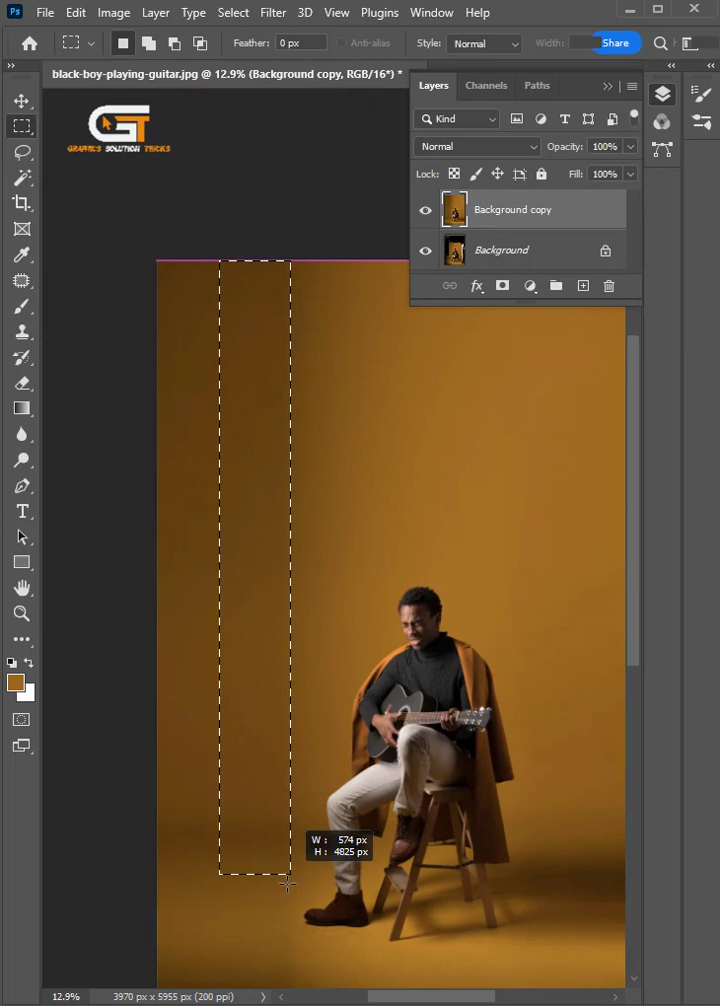 Ps File Edit Image Layer Type Select Filter 3D View Plugins Window Help
Feather: 0 px Anti-alias Style: Normal Width: Share
black-boy-playing-guitar.jpg @ 12.9% (Background copy, RGB/16*) *
Layers Channels Paths
GT
GRAPHICS SOLUTION TRICKS
Kind
Normal Opacity: 100%
Lock: Fill: 100%
Background copy
Background
fx
T
W : 574 px
H : 4825 px
12.9% 3970 px x 5955 px (200 ppi)